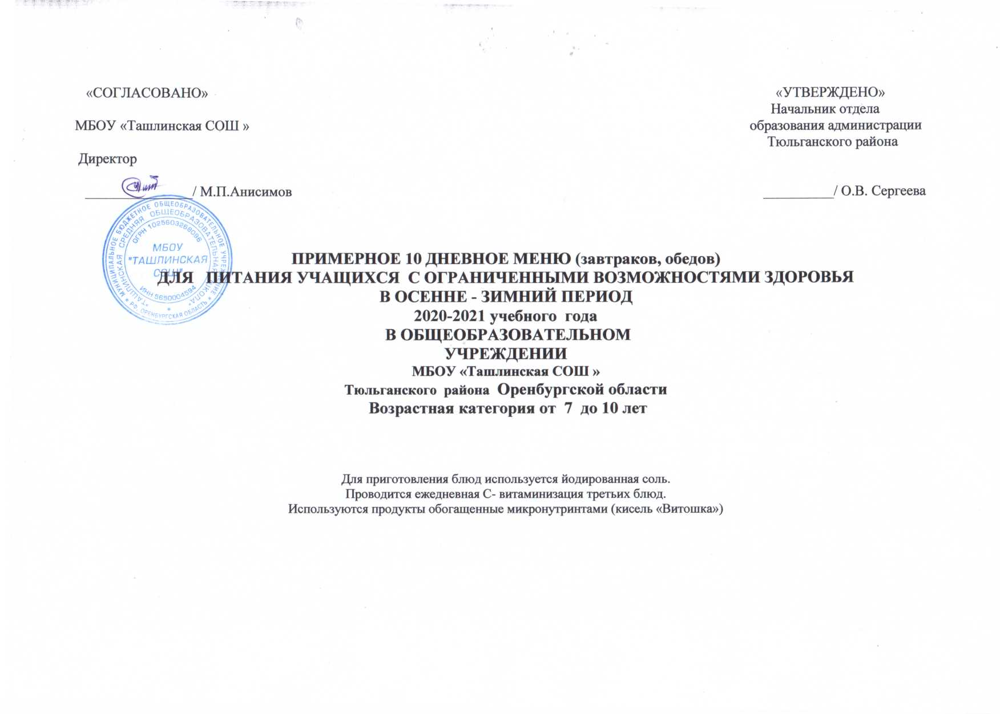 «СОГЛАСОВАНО»
МБОУ «Ташлинская СОШ »
Директор
/ М.П.Анисимов
«УТВЕРЖДЕНО»
Начальник отдела
образования администрации
Тюльганского района
/ О.В. Сергеева
МУНИЦИПАЛЬНОЕ БЮДЖЕТНОЕ ОБЩЕОБРАЗОВАТЕЛЬНОЕ УЧРЕЖДЕНИЕ * РФ, ОРЕНБУРГСКАЯ ОБЛАСТЬ *
"ТАШЛИНСКАЯ СРЕДНЯЯ ОБЩЕОБРАЗОВАТЕЛЬНАЯ ШКОЛА"
ОГРН 1025603268096
МБОУ
"ТАШЛИНСКАЯ
СОШ"
ИНН 5650004594
ПРИМЕРНОЕ 10 ДНЕВНОЕ МЕНЮ (завтраков, обедов)
ДЛЯ ПИТАНИЯ УЧАЩИХСЯ С ОГРАНИЧЕННЫМИ ВОЗМОЖНОСТЯМИ ЗДОРОВЬЯ
В ОСЕННЕ - ЗИМНИЙ ПЕРИОД
2020-2021 учебного года
В ОБЩЕОБРАЗОВАТЕЛЬНОМ
УЧРЕЖДЕНИИ
МБОУ «Ташлинская СОШ »
Тюльганского района Оренбургской области
Возрастная категория от 7 до 10 лет
Для приготовления блюд используется йодированная соль.
Проводится ежедневная С- витаминизация третьих блюд.
Используются продукты обогащенные микронутринтами (кисель «Витошка»)